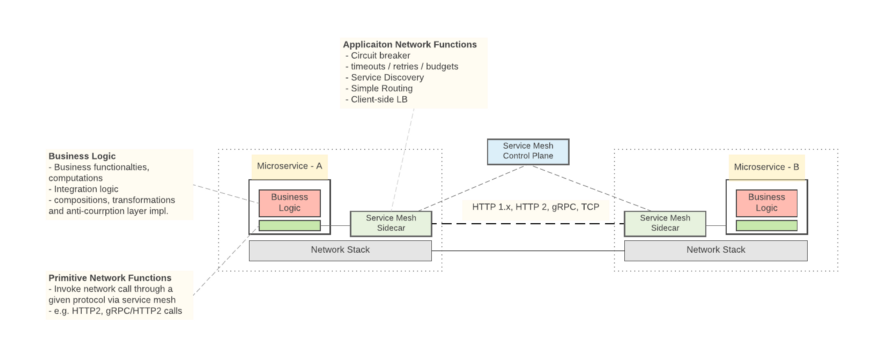 Applicaiton Network Functions
- Circuit breaker
- timeouts / retries / budgets
- Service Discovery
- Simple Routing
- Client-side LB
Service Mesh
Control Plane
Business Logic
- Business functionalties,
computations
- Integration logic
- compositions, transformations
and anti-courrption layer impl.
Microservice - A
Business
Logic
Service Mesh
Sidecar
Network Stack
HTTP 1.x, HTTP 2, gRPC, TCP
Microservice - B
Business
Logic
Service Mesh
Sidecar
Network Stack
Primitive Network Functions
- Invoke network call through a
given protocol via service mesh
- e.g. HTTP2, gRPC/HTTP2 calls